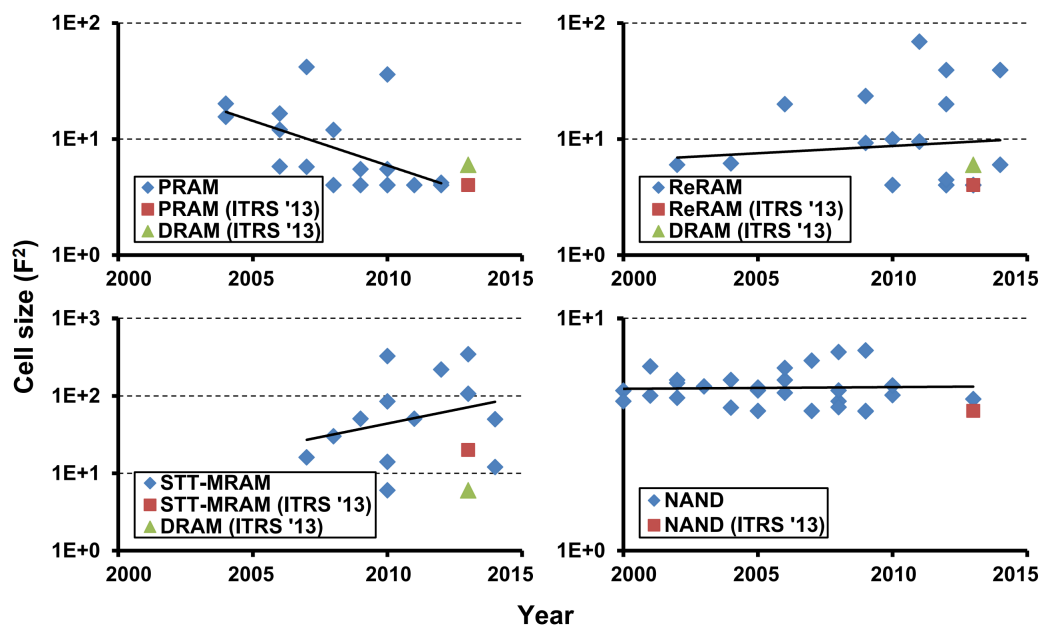 Cell size (F²)
1E+2
1E+1
1E+0
PRAM
PRAM (ITRS '13)
DRAM (ITRS '13)
2000 2005 2010 2015
1E+2
1E+1
1E+0
ReRAM
ReRAM (ITRS '13)
DRAM (ITRS '13)
2000 2005 2010 2015
1E+3
1E+2
1E+1
1E+0
STT-MRAM
STT-MRAM (ITRS '13)
DRAM (ITRS '13)
2000 2005 2010 2015
1E+1
1E+0
NAND
NAND (ITRS '13)
2000 2005 2010 2015
Year